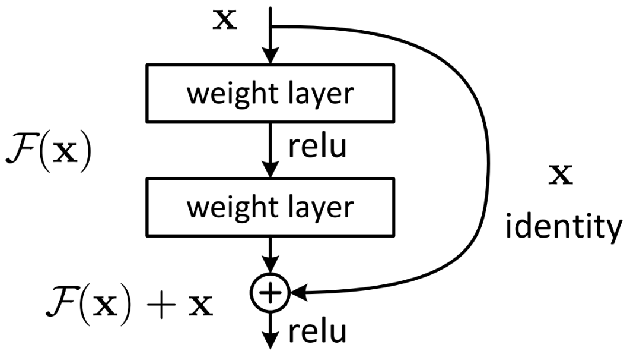 x
weight layer
relu
F(x)
x
weight layer
identity
F(x) + x
+
relu